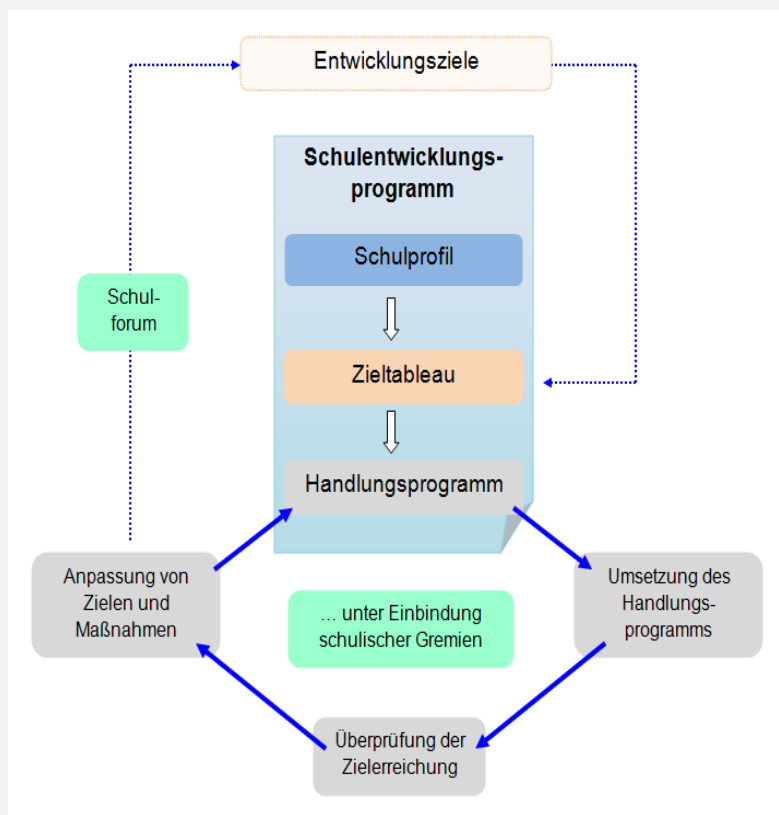 Entwicklungsziele
Schulentwicklungs-
programm
Schulprofil
Schul-
forum
Zieltableau
Handlungsprogramm
Anpassung von
Zielen und
Maßnahmen
... unter Einbindung
schulischer Gremien
Umsetzung des
Handlungs-
programms
Überprüfung der
Zielerreichung